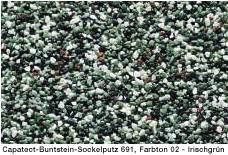 Capatect-Buntstein-Sockelputz 691, Farbton 02 - Irischgrün